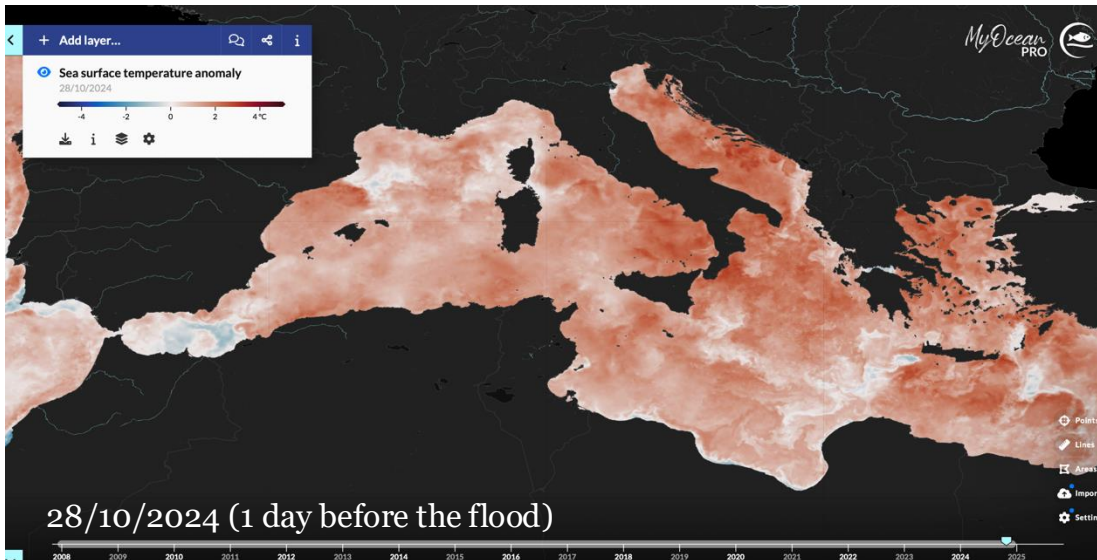 + Add layer...
MyOcean
PRO
Sea surface temperature anomaly
28/10/2024
-4 -2 0 2 4°C
Points
Lines
Areas
28/10/2024 (1 day before the flood)
2008 2009 2010 2011 2012 2013 2014 2015 2016 2017 2018 2019 2020 2021 2022 2023 2024 2025